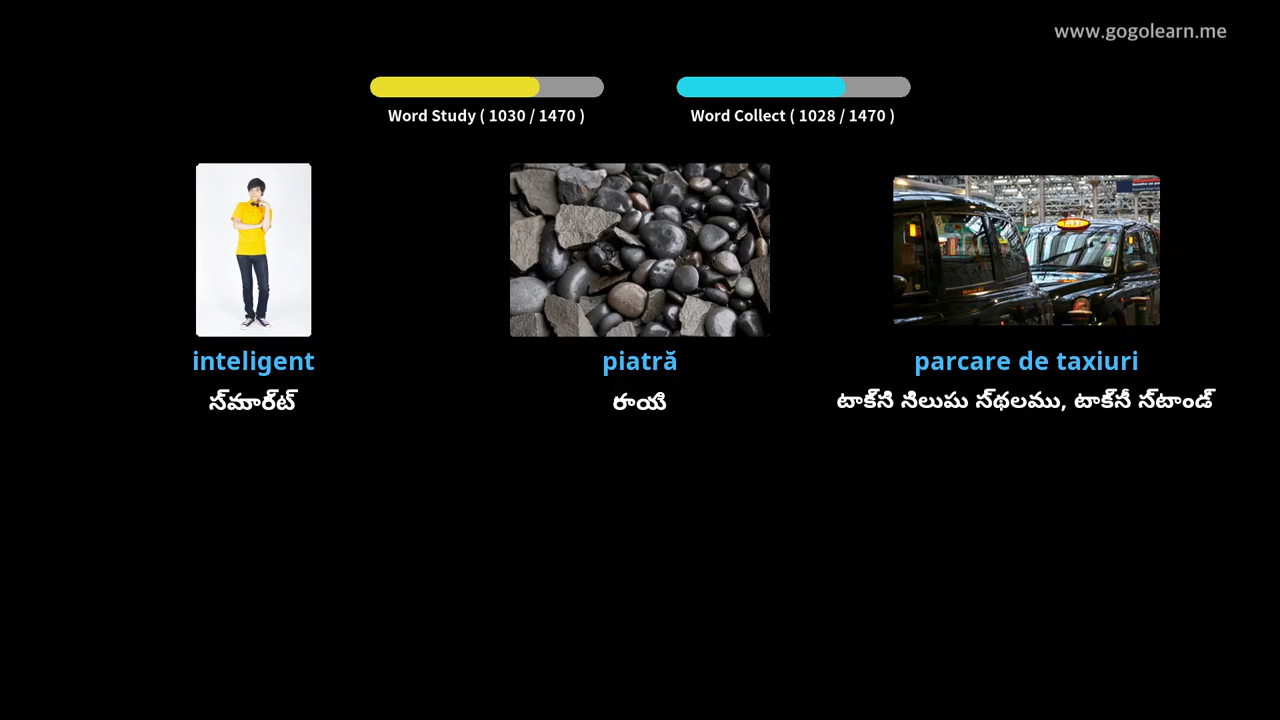 www.gogolearn.me
Word Study ( 1030 / 1470 )
Word Collect ( 1028 / 1470 )
inteligent
piatră
parcare de taxiuri
స్‌మార్‌ట్
రాయి
టాక్‌సి నిలుపు స్‌థలము, టాక్‌సీ స్‌టాండ్